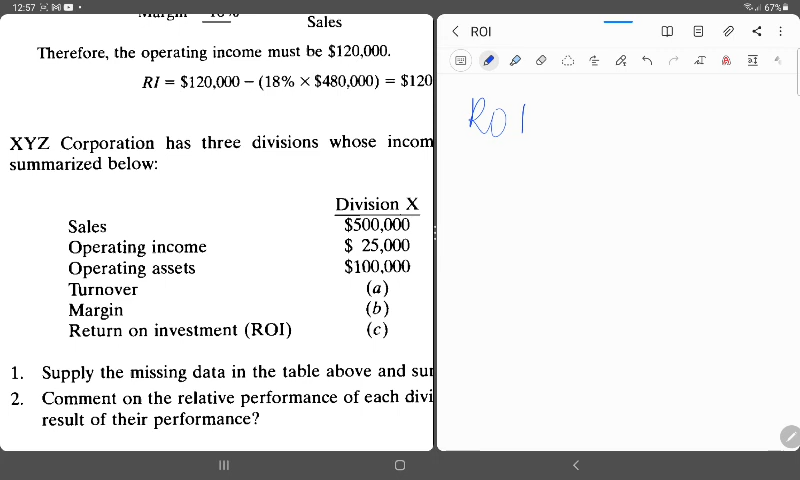 12:57
67%
Sales
Therefore, the operating income must be $120,000.
RI = $120,000 − (18% × $480,000) = $120
XYZ Corporation has three divisions whose incom
summarized below:
Division X
Sales $500,000
Operating income $ 25,000
Operating assets $100,000
Turnover (a)
Margin (b)
Return on investment (ROI) (c)
1. Supply the missing data in the table above and sum
2. Comment on the relative performance of each divi
result of their performance?
ROI
ROI